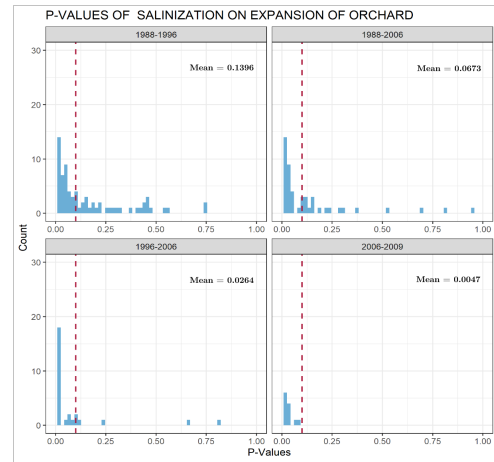 P-VALUES OF SALINIZATION ON EXPANSION OF ORCHARD
1988-1996
1988-2006
30
20
10
0
Mean = 0.1396
Mean = 0.0673
0.00 0.25 0.50 0.75 1.00
0.00 0.25 0.50 0.75 1.00
Count
1996-2006
2006-2009
30
20
10
0
Mean = 0.0264
Mean = 0.0047
0.00 0.25 0.50 0.75 1.00
0.00 0.25 0.50 0.75 1.00
P-Values